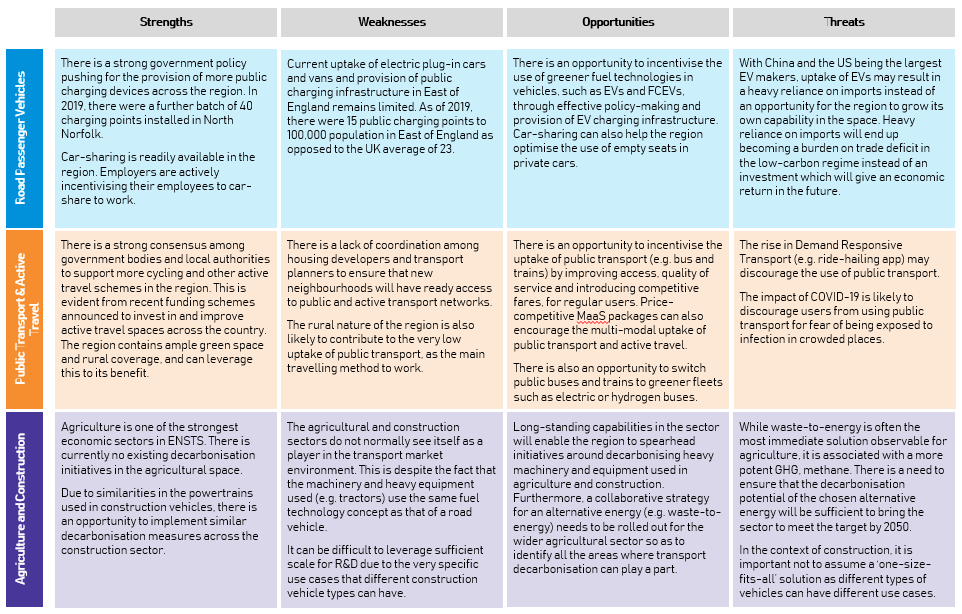 Strengths
Weaknesses
Opportunities
Threats
Road Passenger Vehicles
There is a strong government policy
pushing for the provision of more public
charging devices across the region. In
2019, there were a further batch of 40
charging points installed in North
Norfolk.
Car-sharing is readily available in the
region. Employers are actively
incentivising their employees to car-
share to work.
Current uptake of electric plug-in cars
and vans and provision of public
charging infrastructure in East of
England remains limited. As of 2019,
there were 15 public charging points to
100,000 population in East of England as
opposed to the UK average of 23.
There is an opportunity to incentivise the
use of greener fuel technologies in
vehicles, such as EVs and FCEVs,
through effective policy-making and
provision of EV charging infrastructure.
Car-sharing can also help the region
optimise the use of empty seats in
private cars.
With China and the US being the largest
EV makers, uptake of EVs may result in
a heavy reliance on imports instead of
an opportunity for the region to grow its
own capability in the space. Heavy
reliance on imports will end up
becoming a burden on trade deficit in
the low-carbon regime instead of an
investment which will give an economic
return in the future.
Public Transport & Active
Travel
There is a strong consensus among
government bodies and local authorities
to support more cycling and other active
travel schemes in the region. This is
evident from recent funding schemes
announced to invest in and improve
active travel spaces across the country.
The region contains ample green space
and rural coverage, and can leverage
this to its benefit.
There is a lack of coordination among
housing developers and transport
planners to ensure that new
neighbourhoods will have ready access
to public and active transport networks.
The rural nature of the region is also
likely to contribute to the very low
uptake of public transport, as the main
travelling method to work.
There is an opportunity to incentivise the
uptake of public transport (e.g. bus and
trains) by improving access, quality of
service and introducing competitive
fares, for regular users. Price-
competitive MaaS packages can also
encourage the multi-modal uptake of
public transport and active travel.
There is also an opportunity to switch
public buses and trains to greener fleets
such as electric or hydrogen buses.
The rise in Demand Responsive
Transport (e.g. ride-hailing app) may
discourage the use of public transport.
The impact of COVID-19 is likely to
discourage users from using public
transport for fear of being exposed to
infection in crowded places.
Agriculture and Construction
Agriculture is one of the strongest
economic sectors in ENSTS. There is
currently no existing decarbonisation
initiatives in the agricultural space.
Due to similarities in the powertrains
used in construction vehicles, there is
an opportunity to implement similar
decarbonisation measures across the
construction sector.
The agricultural and construction
sectors do not normally see itself as a
player in the transport market
environment. This is despite the fact that
the machinery and heavy equipment
used (e.g. tractors) use the same fuel
technology concept as that of a road
vehicle.
It can be difficult to leverage sufficient
scale for R&D due to the very specific
use cases that different construction
vehicle types can have.
Long-standing capabilities in the sector
will enable the region to spearhead
initiatives around decarbonising heavy
machinery and equipment used in
agriculture and construction.
Furthermore, a collaborative strategy
for an alternative energy (e.g. waste-to-
energy) needs to be rolled out for the
wider agricultural sector so as to
identify all the areas where transport
decarbonisation can play a part.
While waste-to-energy is often the
most immediate solution observable for
agriculture, it is associated with a more
potent GHG, methane. There is a need to
ensure that the decarbonisation
potential of the chosen alternative
energy will be sufficient to bring the
sector to meet the target by 2050.
In the context of construction, it is
important not to assume a 'one-size-
fits-all' solution as different types of
vehicles can have different use cases.